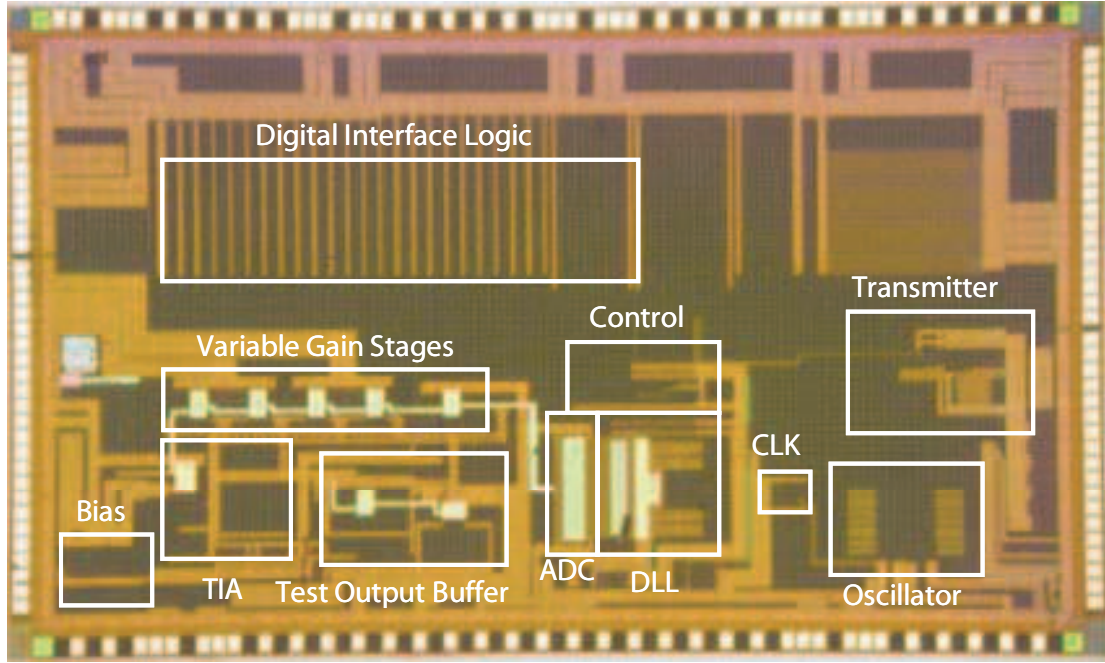 Digital Interface Logic
Transmitter
Control
Variable Gain Stages
CLK
Bias
ADC
DLL
TIA
Test Output Buffer
Oscillator